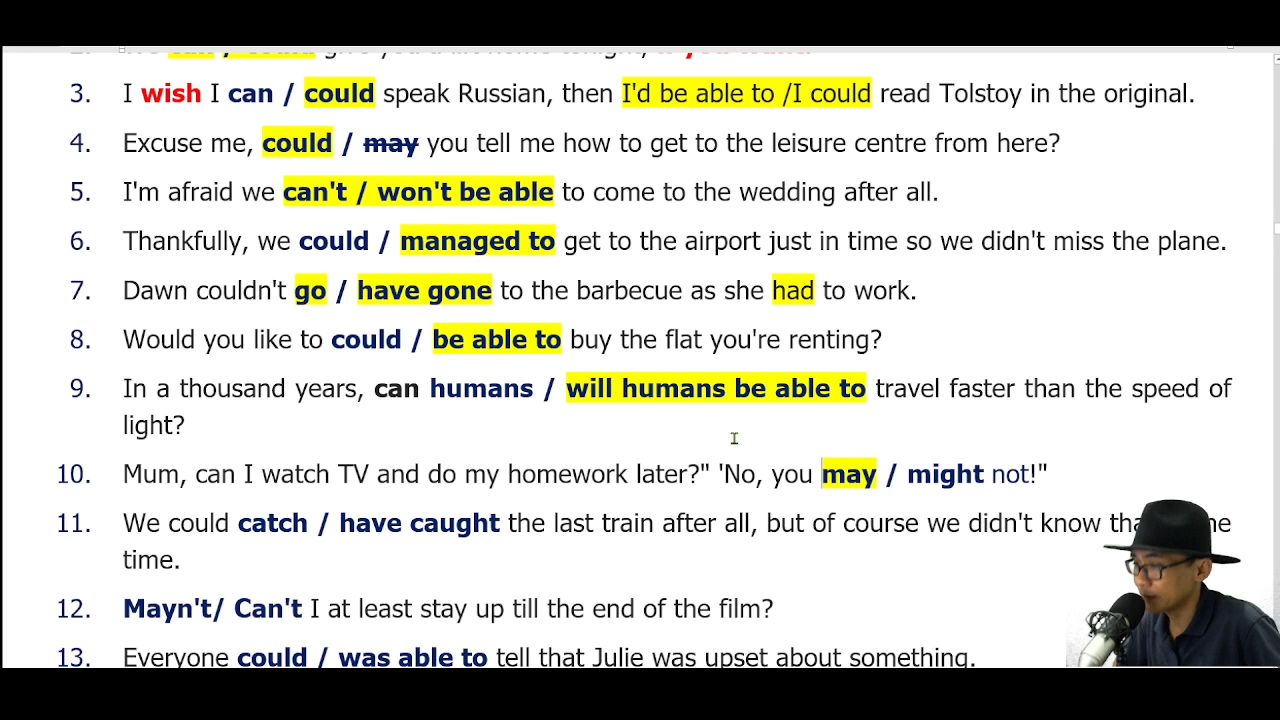 3. I wish I can / could speak Russian, then I'd be able to /I could read Tolstoy in the original.
4. Excuse me, could / may you tell me how to get to the leisure centre from here?
5. I'm afraid we can't / won't be able to come to the wedding after all.
6. Thankfully, we could / managed to get to the airport just in time so we didn't miss the plane.
7. Dawn couldn't go / have gone to the barbecue as she had to work.
8. Would you like to could / be able to buy the flat you're renting?
9. In a thousand years, can humans / will humans be able to travel faster than the speed of
light?
10. Mum, can I watch TV and do my homework later?" 'No, you may / might not!"
11. We could catch / have caught the last train after all, but of course we didn't know
time.
12. Mayn't/ Can't I at least stay up till the end of the film?
13. Everyone could / was able to tell that Julie was upset about something.